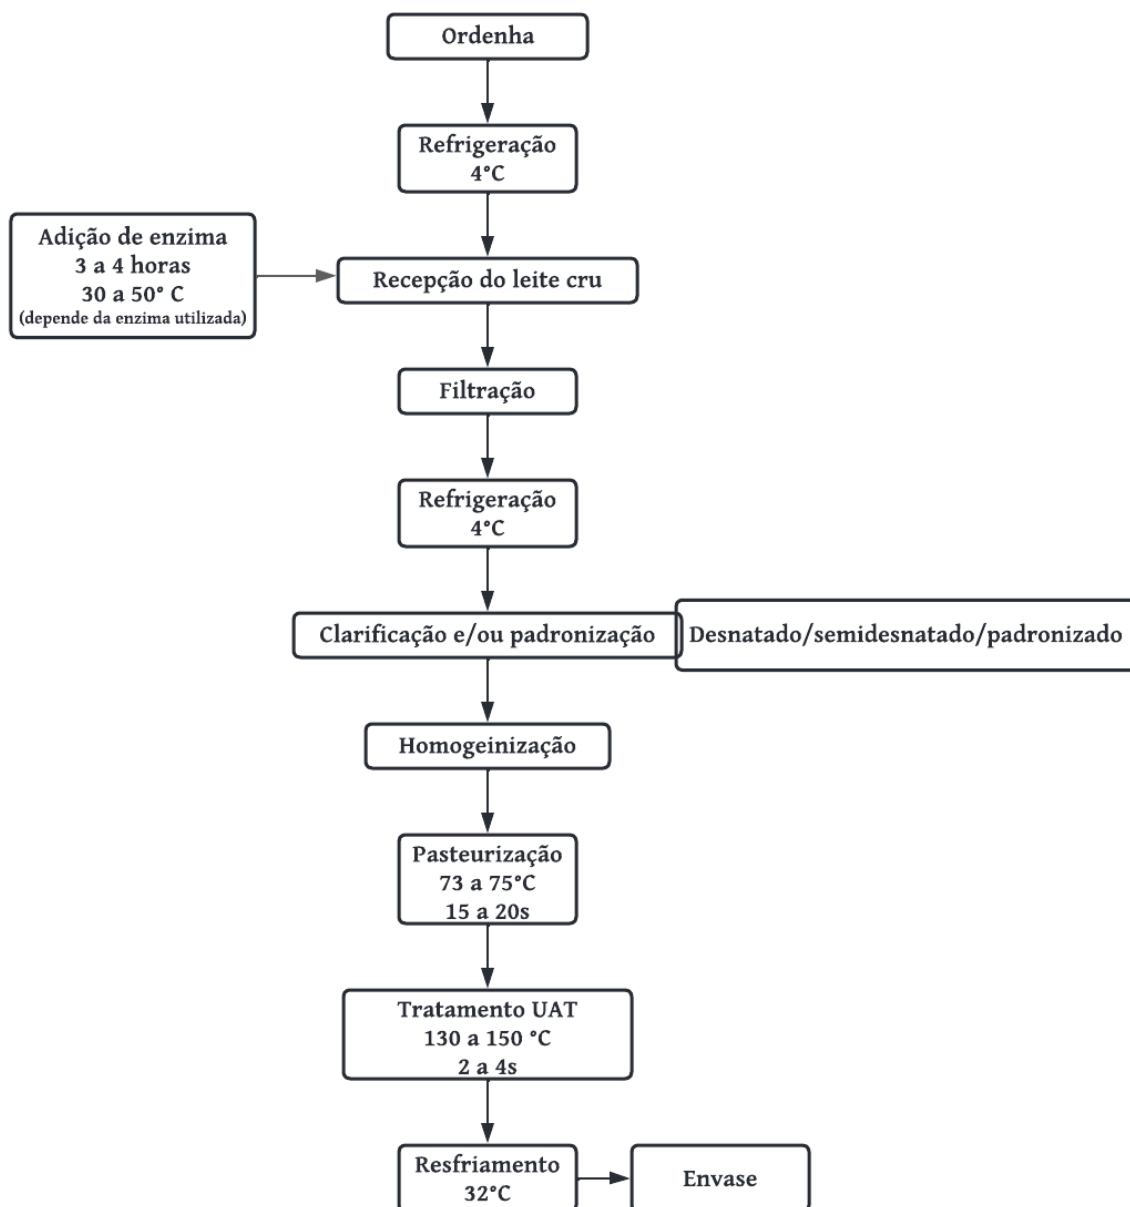 Ordenha
Refrigeração
4°C
Adição de enzima
3 a 4 horas
30 a 50° C
(depende da enzima utilizada)
Recepção do leite cru
Filtração
Refrigeração
4°C
Clarificação e/ou padronização
Desnatado/semidesnatado/padronizado
Homogeinização
Pasteurização
73 a 75°C
15 a 20s
Tratamento UAT
130 a 150 °C
2 a 4s
Resfriamento
32°C
Envase